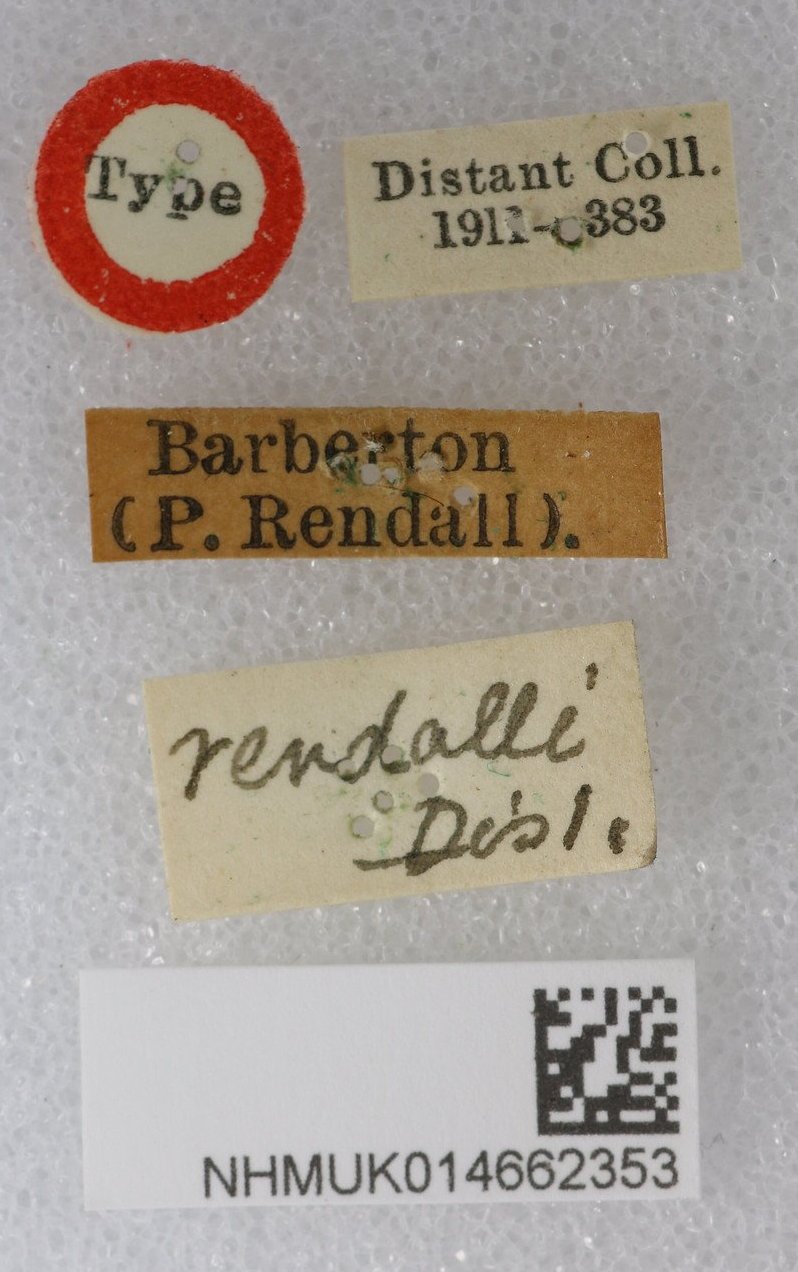 Type
Distant Coll.
1911-383
Barberton
(P. Rendall).
rendalli
Dist.
NHMUK014662353